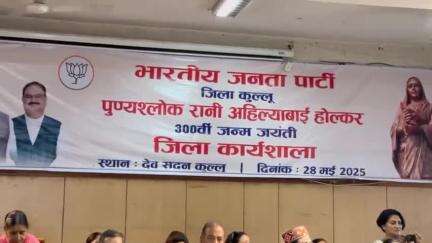 भारतीय जनता पार्टी
जिला कुल्लू
पुण्यश्लोक रानी अहिल्याबाई होल्कर
300वीं जन्म जयंती
जिला कार्यशाला
स्थान : देव सदन कुल्लू | दिनांक : 28 मई 2025